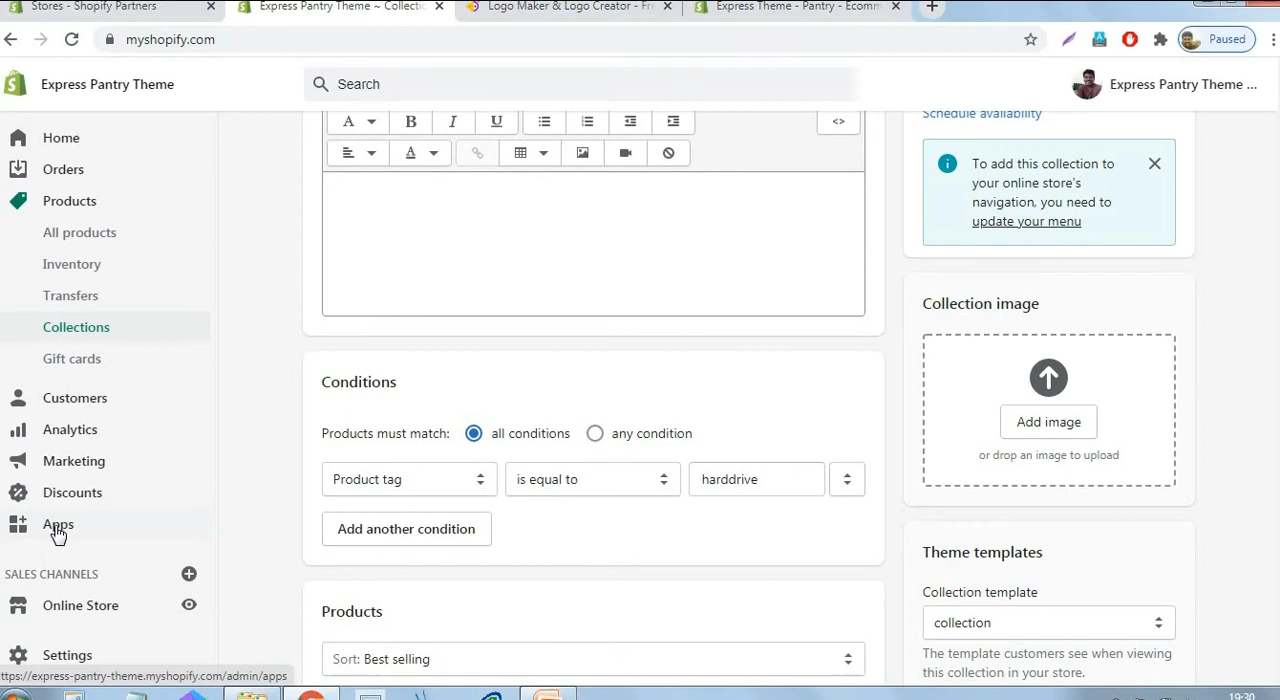 Stores - Shopify Partners
Express Pantry Theme ~ Collectic
Logo Maker & Logo Creator - Fre
Express Theme - Pantry - Ecomm
myshopify.com
Paused
Express Pantry Theme
Search
Express Pantry Theme ...
Home
Orders
Products
All products
Inventory
Transfers
Collections
Gift cards
Customers
Analytics
Marketing
Discounts
Apps
SALES CHANNELS
Online Store
Settings
ttps://express-pantry-theme.myshopify.com/admin/apps
A B I U <>
A
Conditions
Products must match: all conditions any condition
Product tag is equal to harddrive
Add another condition
Products
Sort: Best selling
Schedule availability
To add this collection to
your online store's
navigation, you need to
update your menu
Collection image
Add image
or drop an image to upload
Theme templates
Collection template
collection
The template customers see when viewing
this collection in your store.
19:30